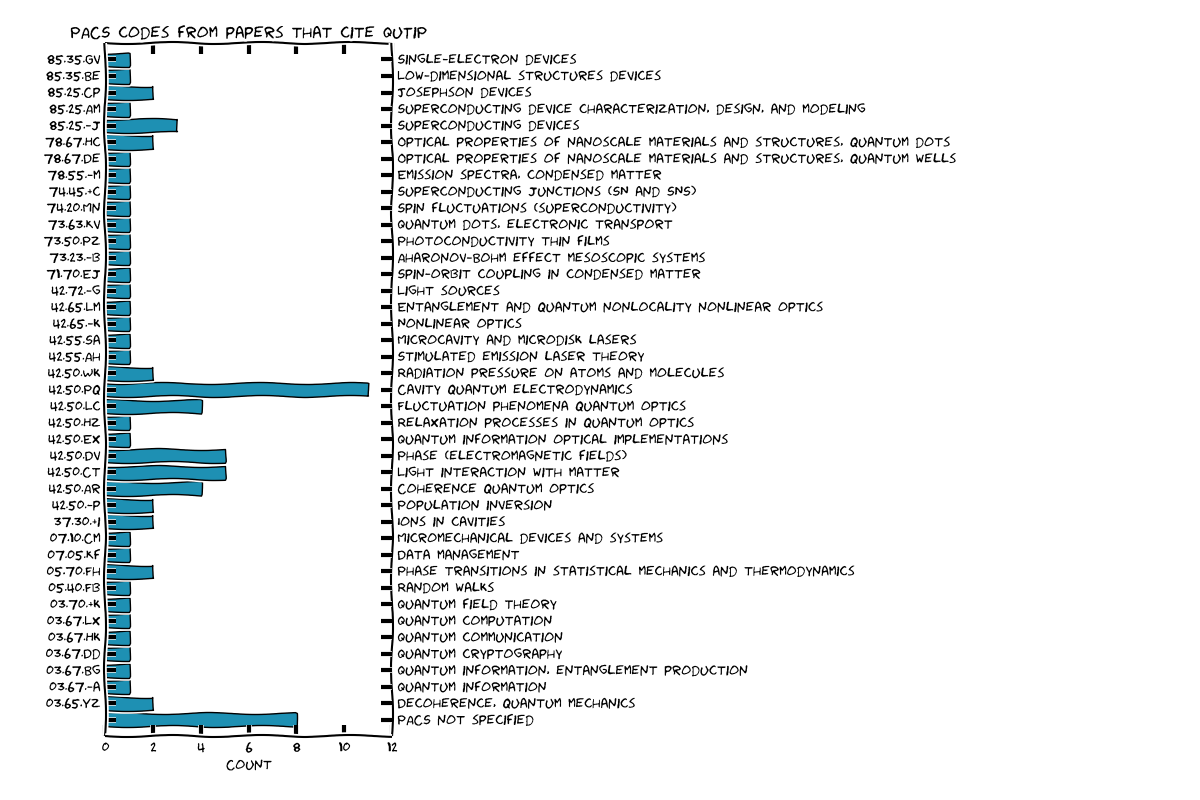 PACS CODES FROM PAPERS THAT CITE QUTIP
85.35.GV SINGLE-ELECTRON DEVICES
85.35.BE LOW-DIMENSIONAL STRUCTURES DEVICES
85.25.CP JOSEPHSON DEVICES
85.25.AM SUPERCONDUCTING DEVICE CHARACTERIZATION, DESIGN, AND MODELING
85.25.-J SUPERCONDUCTING DEVICES
78.67.HC OPTICAL PROPERTIES OF NANOSCALE MATERIALS AND STRUCTURES, QUANTUM DOTS
78.67.DE OPTICAL PROPERTIES OF NANOSCALE MATERIALS AND STRUCTURES, QUANTUM WELLS
78.55.-M EMISSION SPECTRA, CONDENSED MATTER
74.45.+C SUPERCONDUCTING JUNCTIONS (SN AND SNS)
74.20.MN SPIN FLUCTUATIONS (SUPERCONDUCTIVITY)
73.63.KV QUANTUM DOTS, ELECTRONIC TRANSPORT
73.50.PZ PHOTOCONDUCTIVITY THIN FILMS
73.23.-B AHARONOV-BOHM EFFECT MESOSCOPIC SYSTEMS
71.70.EJ SPIN-ORBIT COUPLING IN CONDENSED MATTER
42.72.-G LIGHT SOURCES
42.65.LM ENTANGLEMENT AND QUANTUM NONLOCALITY NONLINEAR OPTICS
42.65.-K NONLINEAR OPTICS
42.55.SA MICROCAVITY AND MICRODISK LASERS
42.55.AH STIMULATED EMISSION LASER THEORY
42.50.WK RADIATION PRESSURE ON ATOMS AND MOLECULES
42.50.PQ CAVITY QUANTUM ELECTRODYNAMICS
42.50.LC FLUCTUATION PHENOMENA QUANTUM OPTICS
42.50.HZ RELAXATION PROCESSES IN QUANTUM OPTICS
42.50.EX QUANTUM INFORMATION OPTICAL IMPLEMENTATIONS
42.50.DV PHASE (ELECTROMAGNETIC FIELDS)
42.50.CT LIGHT INTERACTION WITH MATTER
42.50.AR COHERENCE QUANTUM OPTICS
42.50.-P POPULATION INVERSION
37.30.+I IONS IN CAVITIES
07.10.CM MICROMECHANICAL DEVICES AND SYSTEMS
07.05.KF DATA MANAGEMENT
05.70.FH PHASE TRANSITIONS IN STATISTICAL MECHANICS AND THERMODYNAMICS
05.40.FB RANDOM WALKS
03.70.+K QUANTUM FIELD THEORY
03.67.LX QUANTUM COMPUTATION
03.67.HK QUANTUM COMMUNICATION
03.67.DD QUANTUM CRYPTOGRAPHY
03.67.BG QUANTUM INFORMATION, ENTANGLEMENT PRODUCTION
03.67.-A QUANTUM INFORMATION
03.65.YZ DECOHERENCE, QUANTUM MECHANICS
PACS NOT SPECIFIED
0 2 4 6 8 10 12
COUNT